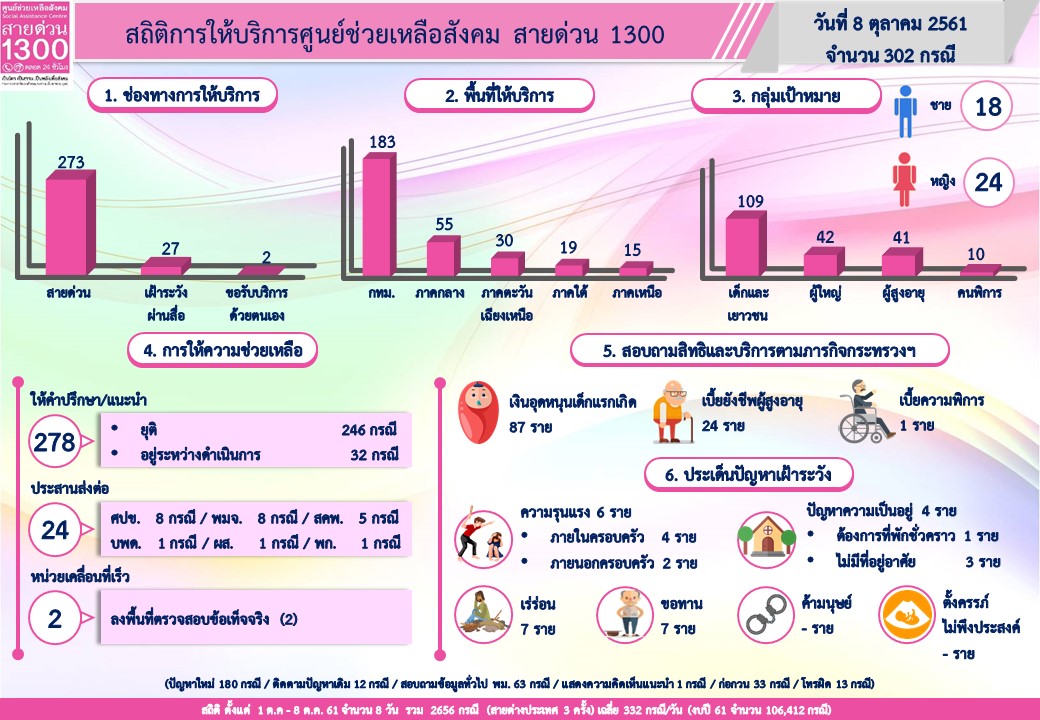 ศูนย์ช่วยเหลือสังคม
Social Assistance Centre
สายด่วน
1300
ตลอด 24 ชั่วโมง
สถิติการให้บริการศูนย์ช่วยเหลือสังคม สายด่วน 1300
วันที่ 8 ตุลาคม 2561
จำนวน 302 กรณี
1. ช่องทางการให้บริการ
273
27
2
สายด่วน
เฝ้าระวัง
ผ่านสื่อ
ขอรับบริการ
ด้วยตนเอง
2. พื้นที่ให้บริการ
183
55
30
19
15
กทม.
ภาคกลาง
ภาคตะวัน
เฉียงเหนือ
ภาคใต้
ภาคเหนือ
3. กลุ่มเป้าหมาย
ชาย
18
หญิง
24
109
42
41
10
เด็กและ
เยาวชน
ผู้ใหญ่
ผู้สูงอายุ
คนพิการ
4. การให้ความช่วยเหลือ
ให้คำปรึกษา/แนะนำ
278
• ยุติ 246 กรณี
• อยู่ระหว่างดำเนินการ 32 กรณี
ประสานส่งต่อ
24
ศปข. 8 กรณี / พมจ. 8 กรณี / สคพ. 5 กรณี
บพด. 1 กรณี / ผส. 1 กรณี / พก. 1 กรณี
หน่วยเคลื่อนที่เร็ว
2
ลงพื้นที่ตรวจสอบข้อเท็จจริง (2)
5. สอบถามสิทธิและบริการตามภารกิจกระทรวงฯ
เงินอุดหนุนเด็กแรกเกิด
87 ราย
เบี้ยยังชีพผู้สูงอายุ
24 ราย
เบี้ยความพิการ
1 ราย
6. ประเด็นปัญหาเฝ้าระวัง
ความรุนแรง 6 ราย
• ภายในครอบครัว 4 ราย
• ภายนอกครอบครัว 2 ราย
ปัญหาความเป็นอยู่ 4 ราย
• ต้องการที่พักชั่วคราว 1 ราย
• ไม่มีที่อยู่อาศัย 3 ราย
เร่ร่อน
7 ราย
ขอทาน
7 ราย
ค้ามนุษย์
- ราย
ตั้งครรภ์
ไม่พึงประสงค์
- ราย
(ปัญหาใหม่ 180 กรณี / ติดตามปัญหาเดิม 12 กรณี / สอบถามข้อมูลทั่วไป พม. 63 กรณี / แสดงความคิดเห็นแนะนำ 1 กรณี / ก่อกวน 33 กรณี / โทรผิด 13 กรณี)
สถิติ ตั้งแต่ 1 ต.ค - 8 ต.ค. 61 จำนวน 8 วัน รวม 2656 กรณี (สายต่างประเทศ 3 ครั้ง) เฉลี่ย 332 กรณี/วัน (งบปี 61 จำนวน 106,412 กรณี)